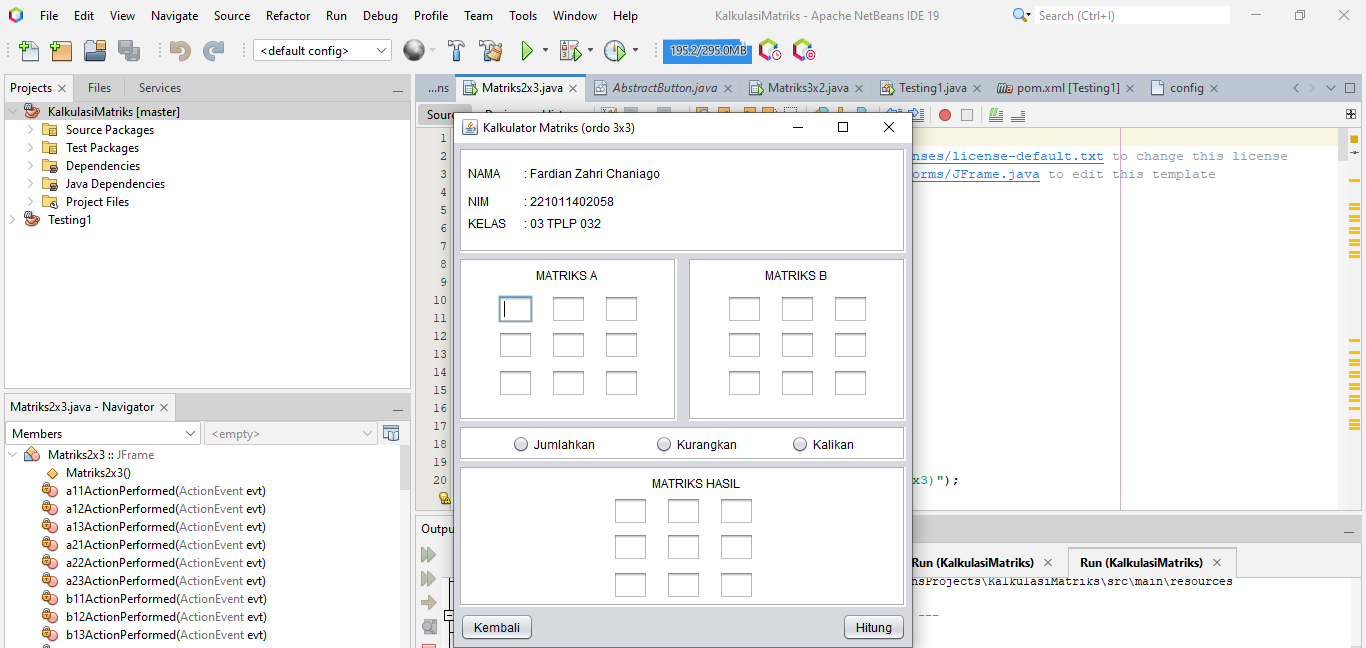 File Edit View Navigate Source Refactor Run Debug Profile Team Tools Window Help KalkulasiMatriks - Apache NetBeans IDE 19 Search (Ctrl+I)
<default config> 195.2/295.0MB
Projects Files Services
...ns Matriks2x3.java AbstractButton.java Matriks3x2.java Testing1.java pom.xml [Testing1] config
KalkulasiMatriks [master]
Source Packages
Test Packages
Dependencies
Java Dependencies
Project Files
Testing1
Matriks2x3.java - Navigator
Members <empty>
Matriks2x3 :: JFrame
Matriks2x3()
a11ActionPerformed(ActionEvent evt)
a12ActionPerformed(ActionEvent evt)
a13ActionPerformed(ActionEvent evt)
a21ActionPerformed(ActionEvent evt)
a22ActionPerformed(ActionEvent evt)
a23ActionPerformed(ActionEvent evt)
b11ActionPerformed(ActionEvent evt)
b12ActionPerformed(ActionEvent evt)
b13ActionPerformed(ActionEvent evt)
1
2
3
4
5
6
7
8
9
10
11
12
13
14
15
16
17
18
19
20
nses/license-default.txt to change this license
orms/JFrame.java to edit this template
x3)");
Kalkulator Matriks (ordo 3x3)
NAMA : Fardian Zahri Chaniago
NIM : 221011402058
KELAS : 03 TPLP 032
MATRIKS A MATRIKS B
Jumlahkan Kurangkan Kalikan
MATRIKS HASIL
Kembali Hitung
Outpu
Run (KalkulasiMatriks) Run (KalkulasiMatriks)
nsProjects\KalkulasiMatriks\src\main\resources
---